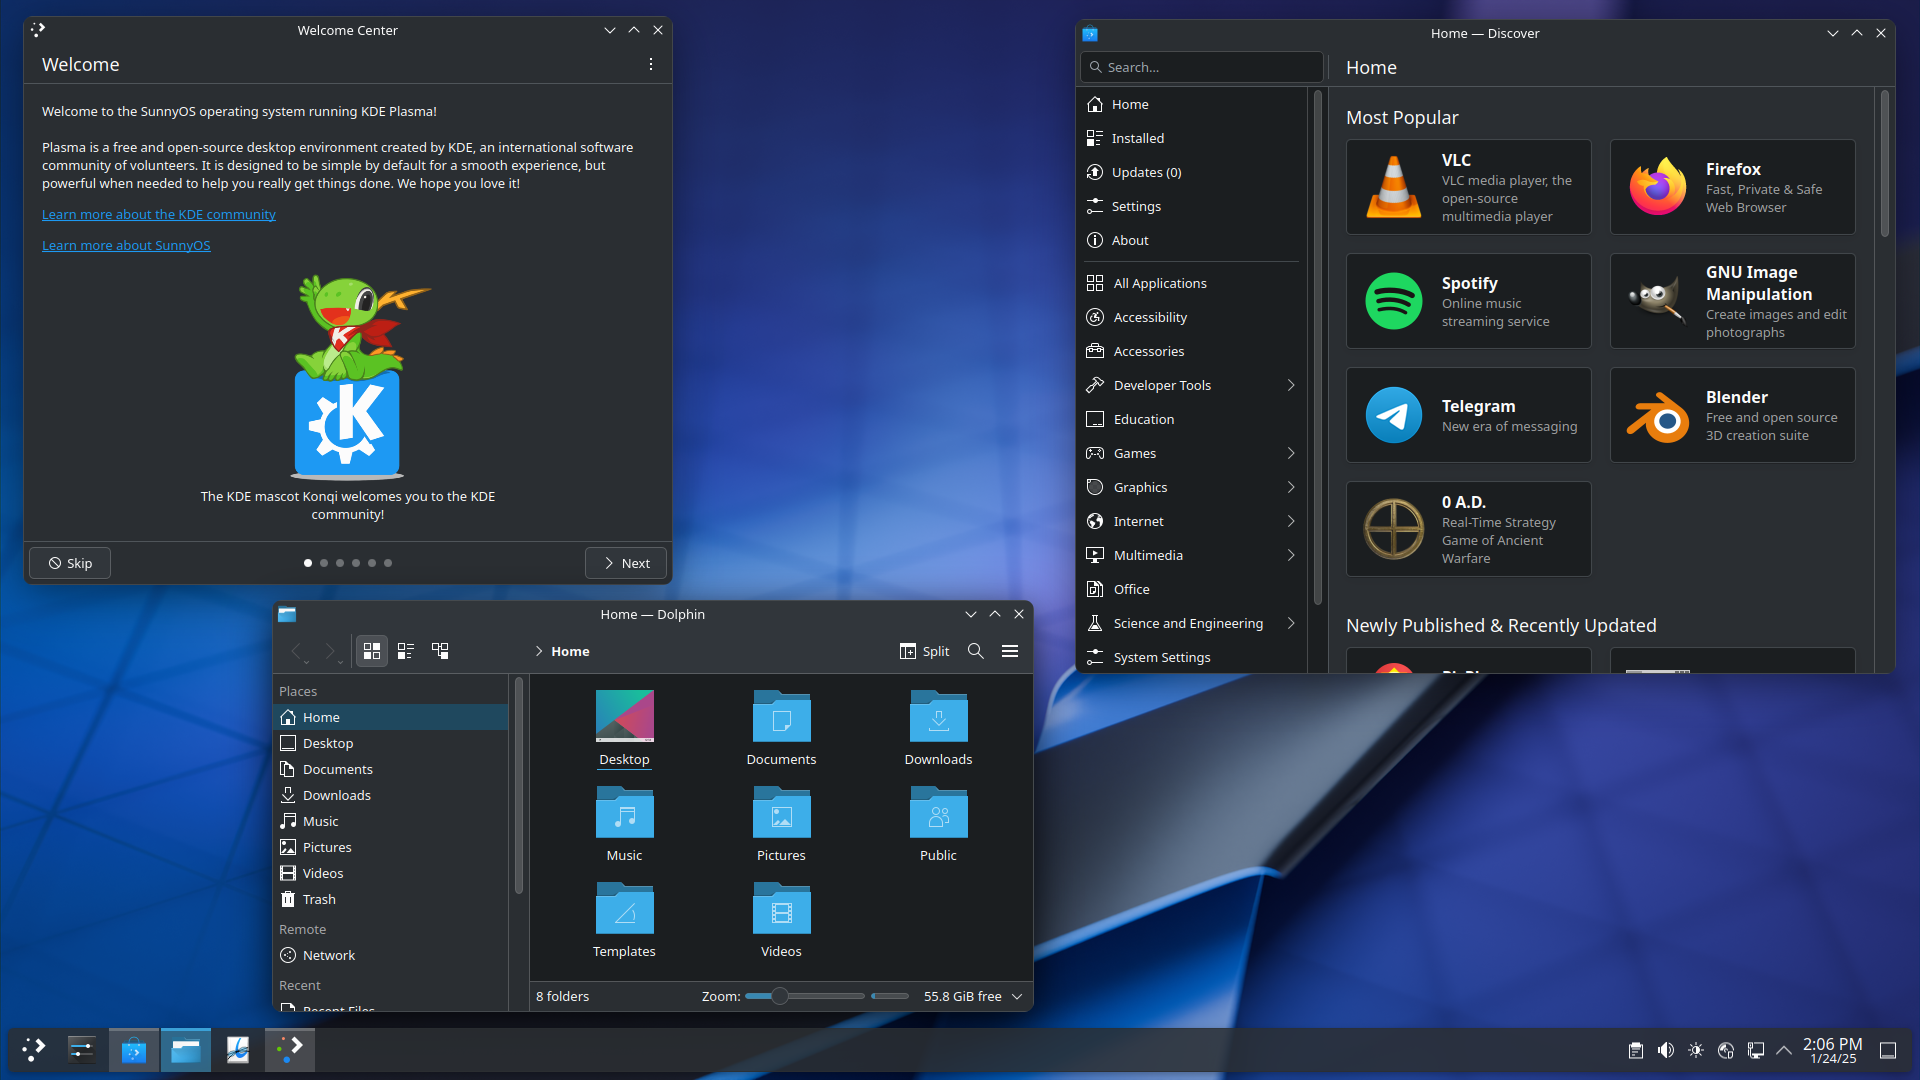 Welcome Center
Welcome
Welcome to the SunnyOS operating system running KDE Plasma!
Plasma is a free and open-source desktop environment created by KDE, an international software
community of volunteers. It is designed to be simple by default for a smooth experience, but
powerful when needed to help you really get things done. We hope you love it!
Learn more about the KDE community
Learn more about SunnyOS
K
K
The KDE mascot Konqi welcomes you to the KDE
community!
Skip
Next
Home — Discover
Search...
Home
Home
Installed
Updates (0)
Settings
About
All Applications
Accessibility
Accessories
Developer Tools
Education
Games
Graphics
Internet
Multimedia
Office
Science and Engineering
System Settings
Most Popular
VLC
VLC media player, the
open-source
multimedia player
Firefox
Fast, Private & Safe
Web Browser
Spotify
Online music
streaming service
GNU Image
Manipulation
Create images and edit
photographs
Telegram
New era of messaging
Blender
Free and open source
3D creation suite
0 A.D.
Real-Time Strategy
Game of Ancient
Warfare
Newly Published & Recently Updated
Home — Dolphin
Home
Split
Places
Home
Desktop
Documents
Downloads
Music
Pictures
Videos
Trash
Remote
Network
Recent
Recent Files
Desktop
Documents
Downloads
Music
Pictures
Public
Templates
Videos
8 folders
Zoom:
55.8 GiB free
2:06 PM
1/24/25